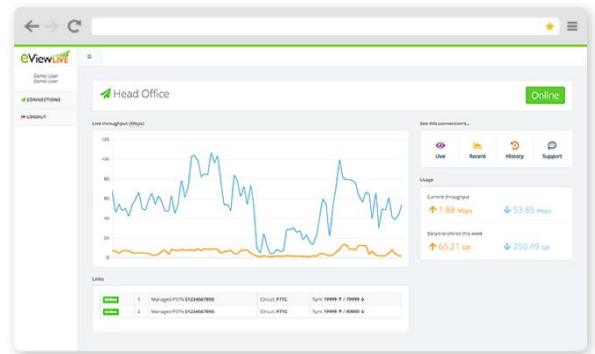 eViewLIVE
Demo User
Demo User
CONNECTIONS
LOGOUT
Head Office
Online
Live throughput (Mbps)
120
100
80
60
40
20
0
See this connection's...
Live
Recent
History
Support
Usage
Current throughput
1.88 Mbps
53.85 Mbps
Data transferred this week
65.21 GB
250.49 GB
Links
Online 1 Managed PSTN 01234567890 Circuit FTTC Sync 19999 ↑ / 79999 ↓
Online 2 Managed PSTN 01234567890 Circuit FTTC Sync 19999 ↑ / 80000 ↓